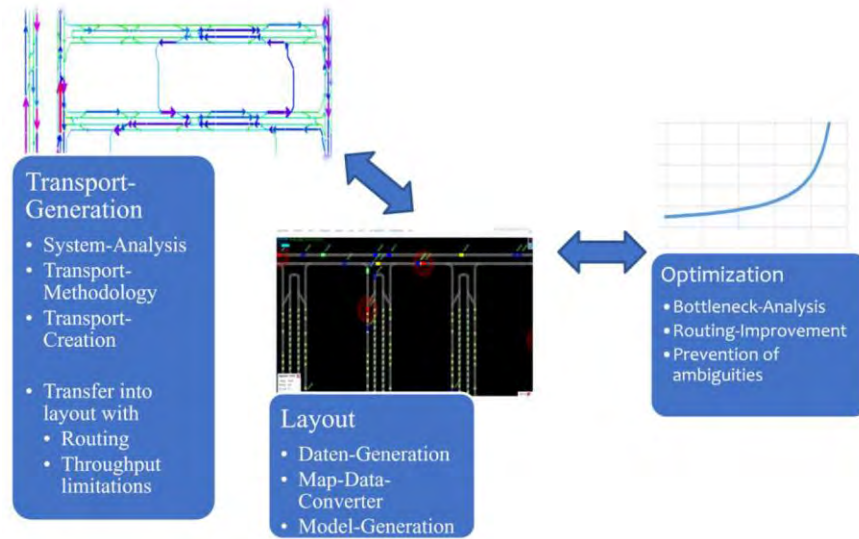 Transport-
Generation
• System-Analysis
• Transport-
Methodology
• Transport-
Creation
• Transfer into
layout with
• Routing
• Throughput
limitations
Layout
• Daten-Generation
• Map-Data-
Converter
• Model-Generation
Optimization
• Bottleneck-Analysis
• Routing-Improvement
• Prevention of
ambiguities